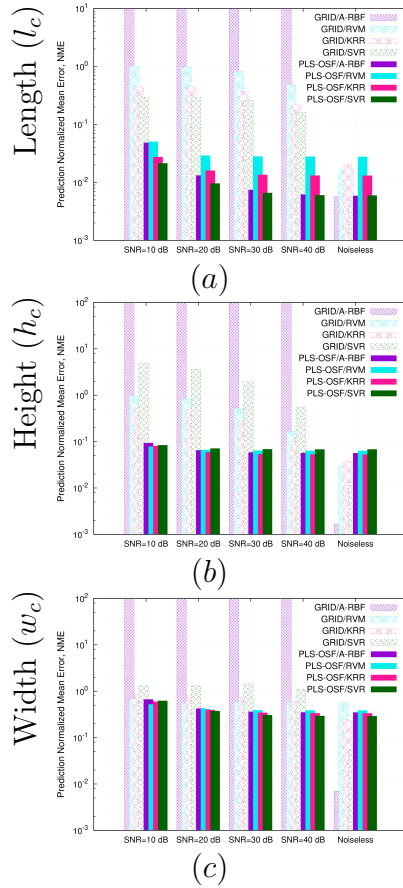 Length (l_c)
Prediction Normalized Mean Error, NME
10^1
10^0
10^-1
10^-2
10^-3
GRID/A-RBF
GRID/RVM
GRID/KRR
GRID/SVR
PLS-OSF/A-RBF
PLS-OSF/RVM
PLS-OSF/KRR
PLS-OSF/SVR
SNR=10 dB SNR=20 dB SNR=30 dB SNR=40 dB Noiseless
(a)
Height (h_c)
Prediction Normalized Mean Error, NME
10^2
10^1
10^0
10^-1
10^-2
10^-3
GRID/A-RBF
GRID/RVM
GRID/KRR
GRID/SVR
PLS-OSF/A-RBF
PLS-OSF/RVM
PLS-OSF/KRR
PLS-OSF/SVR
SNR=10 dB SNR=20 dB SNR=30 dB SNR=40 dB Noiseless
(b)
Width (w_c)
Prediction Normalized Mean Error, NME
10^2
10^1
10^0
10^-1
10^-2
10^-3
GRID/A-RBF
GRID/RVM
GRID/KRR
GRID/SVR
PLS-OSF/A-RBF
PLS-OSF/RVM
PLS-OSF/KRR
PLS-OSF/SVR
SNR=10 dB SNR=20 dB SNR=30 dB SNR=40 dB Noiseless
(c)